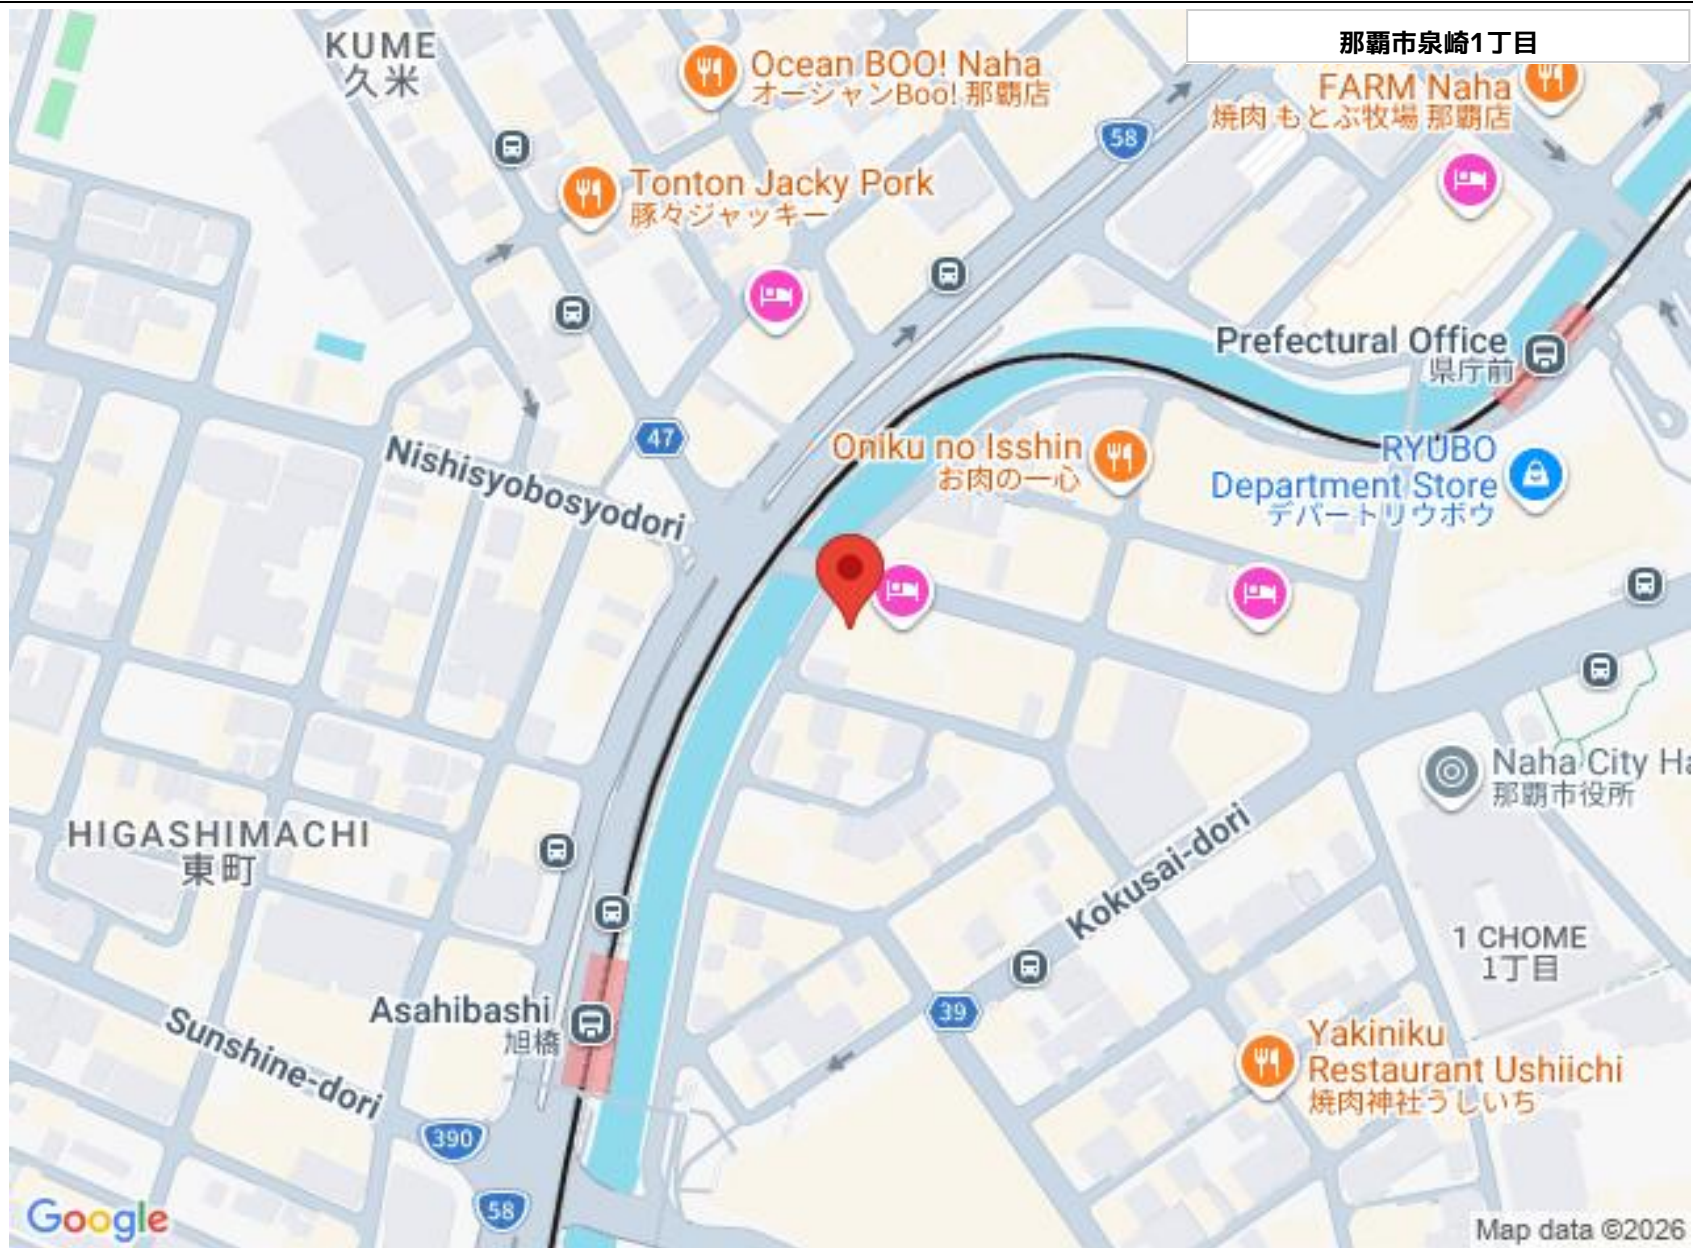 那覇市泉崎1丁目
KUME
久米
Ocean BOO! Naha
オーシャンBoo! 那覇店
FARM Naha
焼肉 もとぶ牧場 那覇店
58
Tonton Jacky Pork
豚々ジャッキー
Prefectural Office
県庁前
47
Nishisyobosyodori
Oniku no Isshin
お肉の一心
RYUBO
Department Store
デパートリウボウ
Naha City Ha
那覇市役所
HIGASHIMACHI
東町
Kokusai-dori
1 CHOME
1丁目
Asahibashi
旭橋
39
Sunshine-dori
Yakiniku
Restaurant Ushiichi
焼肉神社うしいち
390
58
Google
Map data ©2026